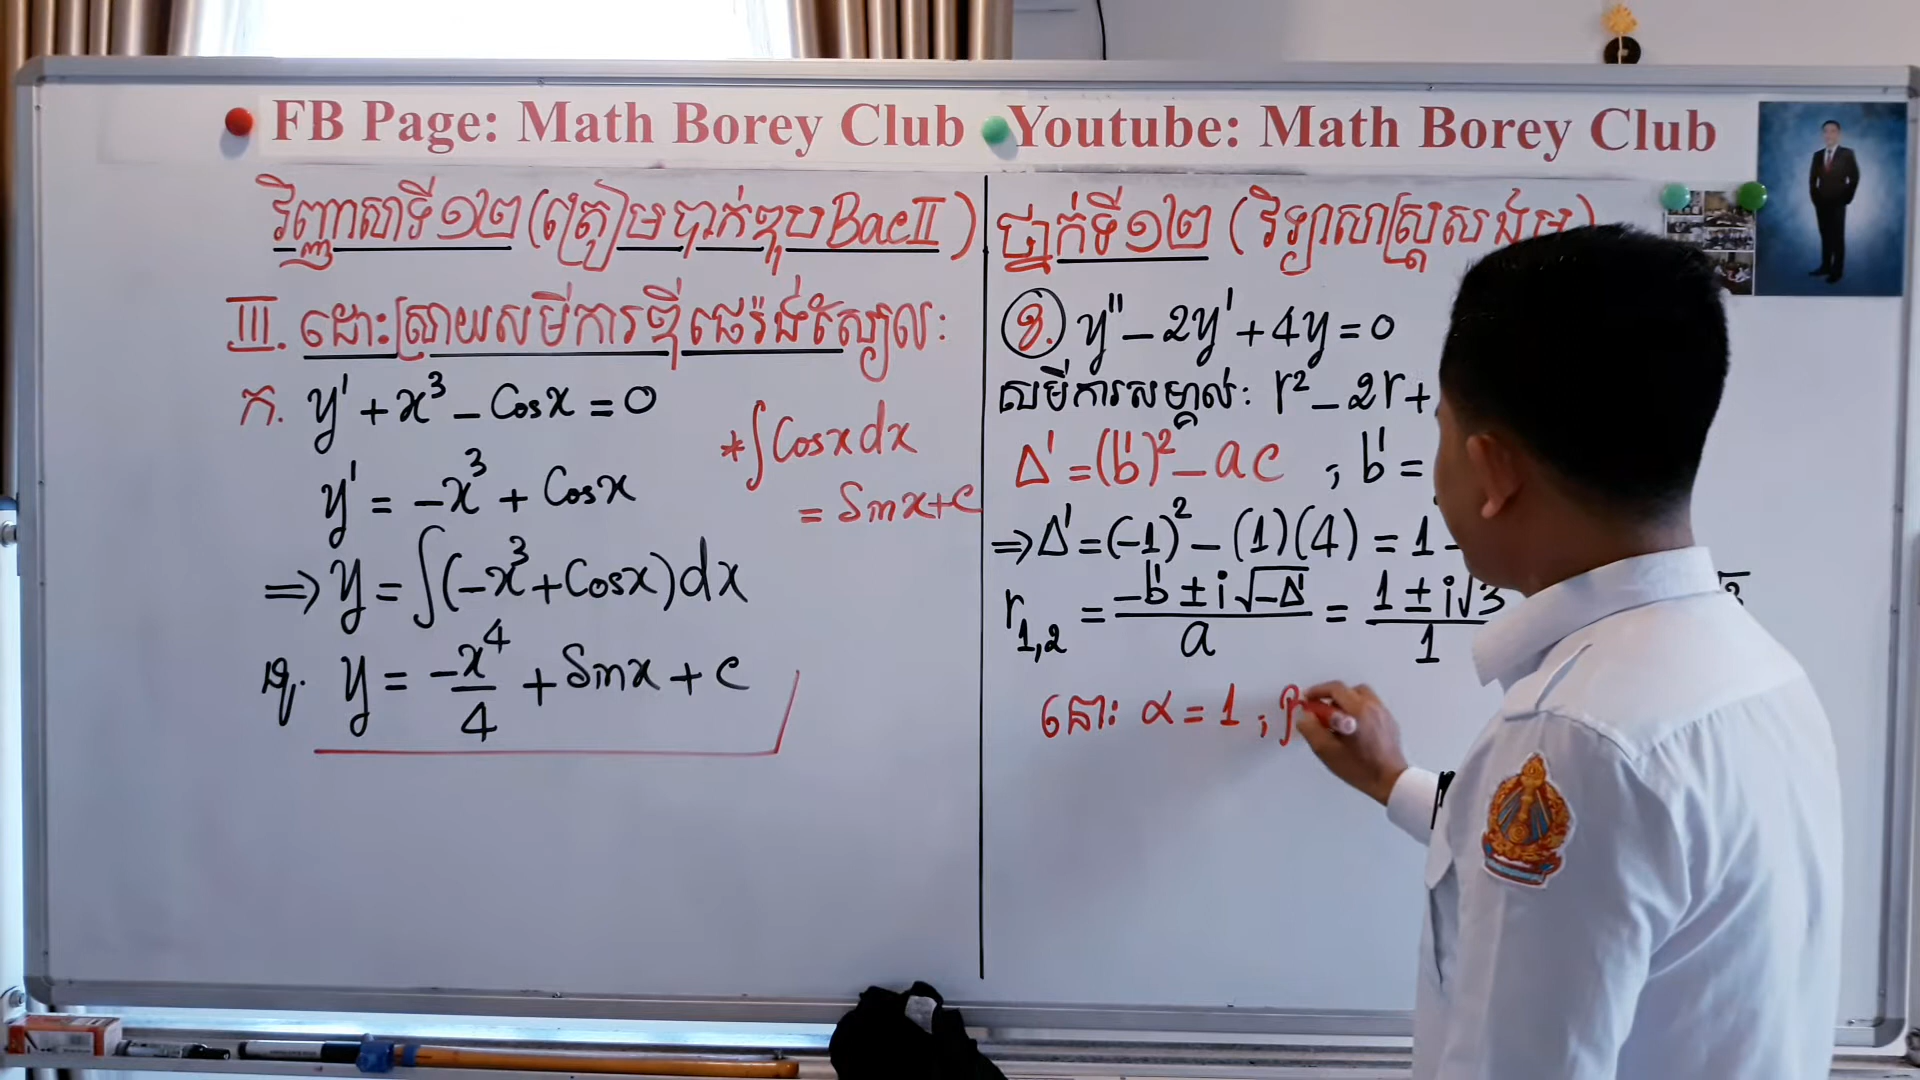 FB Page: Math Borey Club
Youtube: Math Borey Club
វិញ្ញាសាទី១២ (ត្រៀមបាក់ឌុប BacII)
III. ដោះស្រាយសមីការឌីផេរ៉ង់ស្យែល:
ក. y' + x³ - Cosx = 0
y' = -x³ + Cosx
⇒ y = ∫(-x³ + Cosx)dx
ដូ. y = -x⁴/4 + Sinx + c
*∫Cosxdx
= Sinx+c
ថ្នាក់ទី១២ (វិទ្យាសាស្ត្រសង្គម)
ខ. y'' - 2y' + 4y = 0
សមីការសម្គាល់: r² - 2r +
Δ' = (b')² - ac ; b' =
⇒ Δ' = (-1)² - (1)(4) = 1 -
r₁,₂ = (-b' ± i√-Δ')/a = (1 ± i√3)/1
នោះ α = 1 ; β